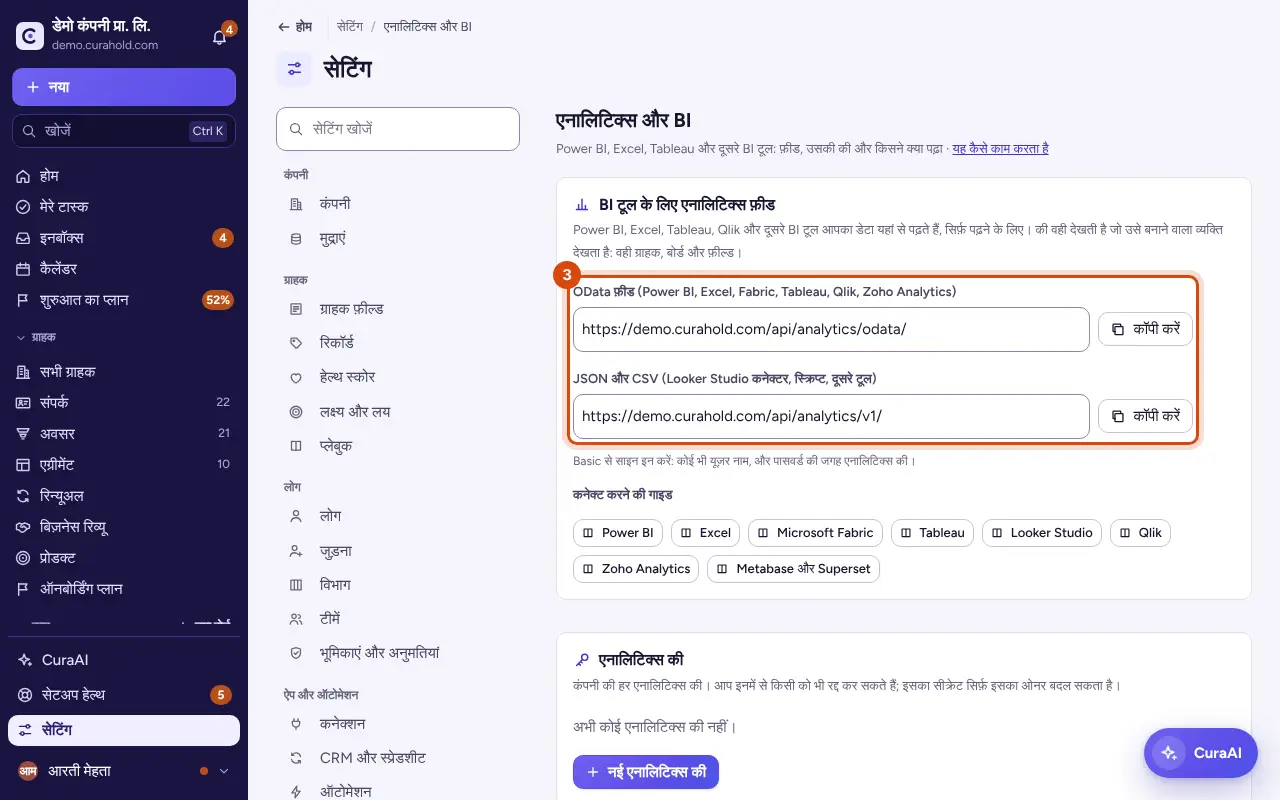 डेमो कंपनी प्रा. लि.
demo.curahold.com
4
नया
खोजें
Ctrl K
होम
मेरे टास्क
इनबॉक्स
4
कैलेंडर
शुरुआत का प्लान
52%
ग्राहक
सभी ग्राहक
संपर्क
22
अवसर
21
एग्रीमेंट
10
रिन्यूअल
बिज़नेस रिव्यू
प्रोडक्ट
ऑनबोर्डिंग प्लान
CuraAI
सेटअप हेल्थ
5
सेटिंग
आम
आरती मेहता
होम
सेटिंग / एनालिटिक्स और BI
सेटिंग
सेटिंग खोजें
कंपनी
कंपनी
मुद्राएं
ग्राहक
ग्राहक फ़ील्ड
रिकॉर्ड
हेल्थ स्कोर
लक्ष्य और लय
प्लेबुक
लोग
लोग
जुड़ना
विभाग
टीमें
भूमिकाएं और अनुमतियां
ऐप और ऑटोमेशन
कनेक्शन
CRM और स्प्रेडशीट
ऑटोमेशन
एनालिटिक्स और BI
Power BI, Excel, Tableau और दूसरे BI टूल: फ़ीड, उसकी की और किसने क्या पढ़ा · यह कैसे काम करता है
BI टूल के लिए एनालिटिक्स फ़ीड
Power BI, Excel, Tableau, Qlik और दूसरे BI टूल आपका डेटा यहां से पढ़ते हैं, सिर्फ़ पढ़ने के लिए। की वही देखती है जो उसे बनाने वाला व्यक्ति
देखता है: वही ग्राहक, बोर्ड और फ़ील्ड।
3
OData फ़ीड (Power BI, Excel, Fabric, Tableau, Qlik, Zoho Analytics)
https://demo.curahold.com/api/analytics/odata/
कॉपी करें
JSON और CSV (Looker Studio कनेक्टर, स्क्रिप्ट, दूसरे टूल)
https://demo.curahold.com/api/analytics/v1/
कॉपी करें
Basic से साइन इन करें: कोई भी यूज़र नाम, और पासवर्ड की जगह एनालिटिक्स की।
कनेक्ट करने की गाइड
Power BI
Excel
Microsoft Fabric
Tableau
Looker Studio
Qlik
Zoho Analytics
Metabase और Superset
एनालिटिक्स की
कंपनी की हर एनालिटिक्स की। आप इनमें से किसी को भी रद्द कर सकते हैं; इसका सीक्रेट सिर्फ़ इसका ओनर बदल सकता है।
अभी कोई एनालिटिक्स की नहीं।
नई एनालिटिक्स की
CuraAI